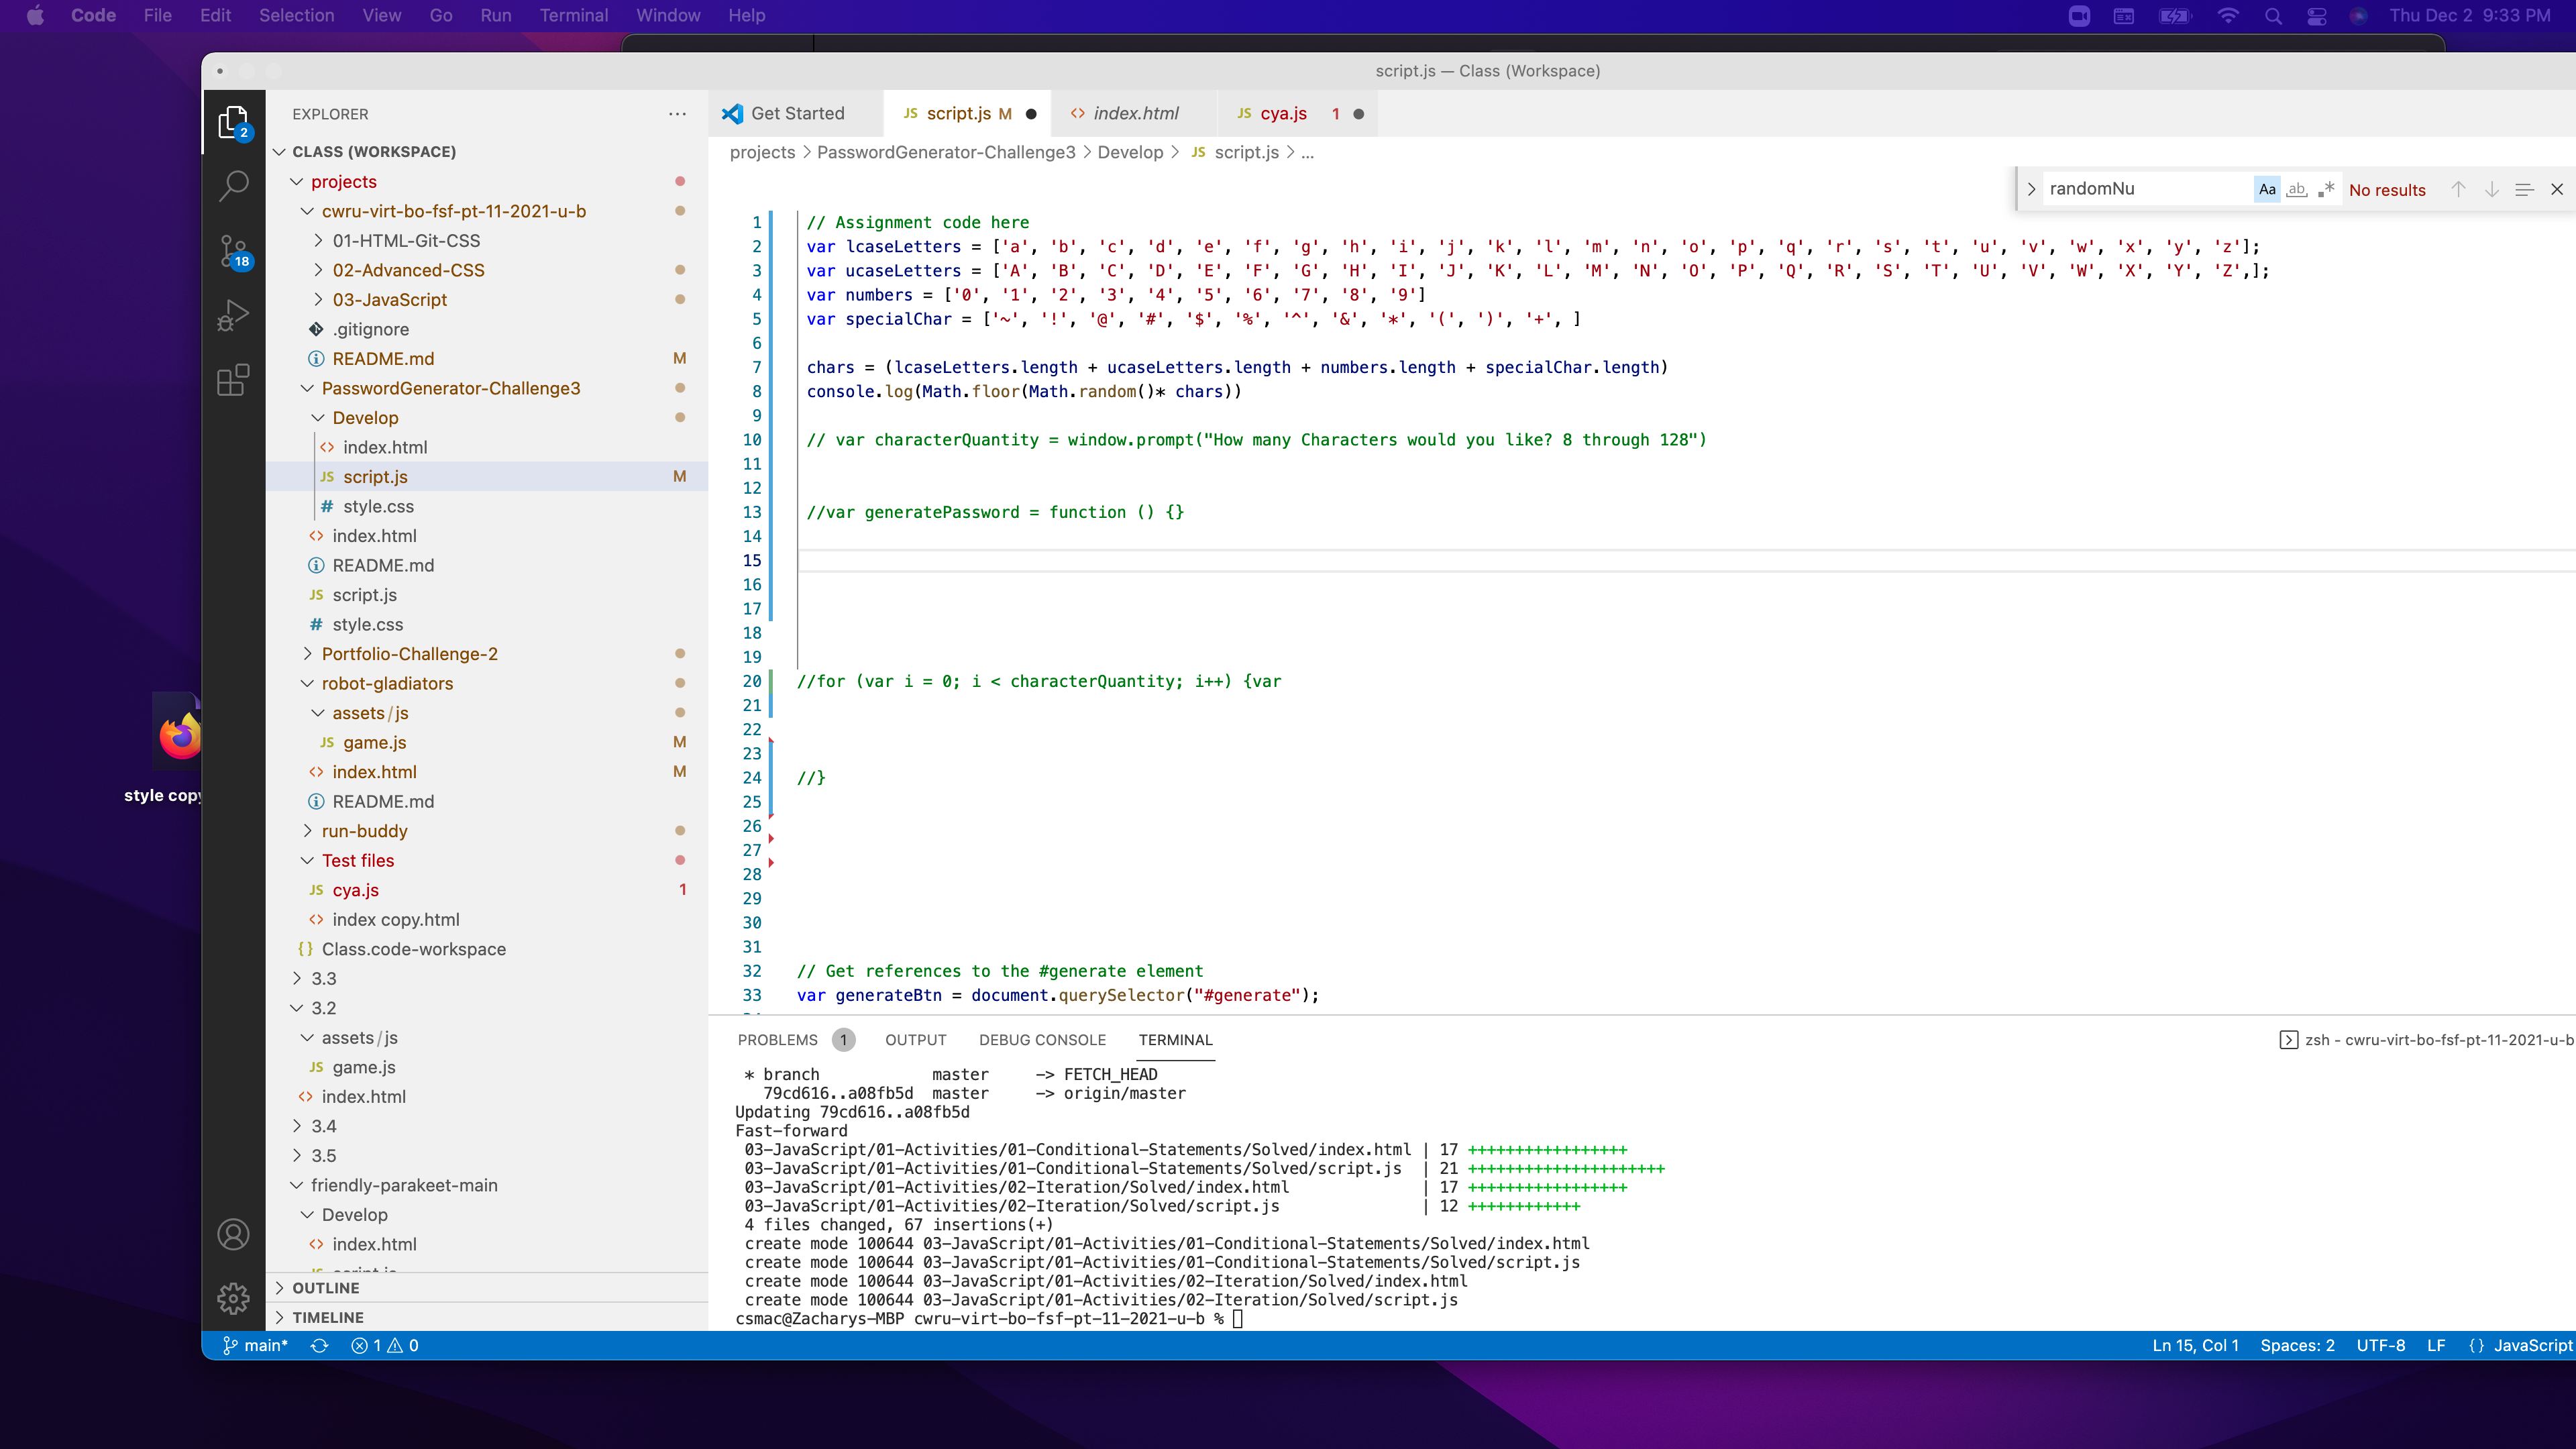 Code File Edit Selection View Go Run Terminal Window Help
Thu Dec 2 9:33 PM
script.js — Class (Workspace)
style copy
2
18
EXPLORER
CLASS (WORKSPACE)
projects
cwru-virt-bo-fsf-pt-11-2021-u-b
01-HTML-Git-CSS
02-Advanced-CSS
03-JavaScript
.gitignore
README.md M
PasswordGenerator-Challenge3
Develop
index.html
JS script.js M
# style.css
index.html
README.md
JS script.js
# style.css
Portfolio-Challenge-2
robot-gladiators
assets/js
JS game.js M
index.html M
README.md
run-buddy
Test files
JS cya.js 1
index copy.html
{} Class.code-workspace
3.3
3.2
assets/js
JS game.js
index.html
3.4
3.5
friendly-parakeet-main
Develop
index.html
OUTLINE
TIMELINE
Get Started JS script.js M index.html JS cya.js 1
projects > PasswordGenerator-Challenge3 > Develop > JS script.js > ...
randomNu Aa ab No results
1 // Assignment code here
2 var lcaseLetters = ['a', 'b', 'c', 'd', 'e', 'f', 'g', 'h', 'i', 'j', 'k', 'l', 'm', 'n', 'o', 'p', 'q', 'r', 's', 't', 'u', 'v', 'w', 'x', 'y', 'z'];
3 var ucaseLetters = ['A', 'B', 'C', 'D', 'E', 'F', 'G', 'H', 'I', 'J', 'K', 'L', 'M', 'N', 'O', 'P', 'Q', 'R', 'S', 'T', 'U', 'V', 'W', 'X', 'Y', 'Z',];
4 var numbers = ['0', '1', '2', '3', '4', '5', '6', '7', '8', '9']
5 var specialChar = ['~', '!', '@', '#', '$', '%', '^', '&', '*', '(', ')', '+', ]
6
7 chars = (lcaseLetters.length + ucaseLetters.length + numbers.length + specialChar.length)
8 console.log(Math.floor(Math.random()* chars))
9
10 // var characterQuantity = window.prompt("How many Characters would you like? 8 through 128")
11
12
13 //var generatePassword = function () {}
14
15
16
17
18
19
20 //for (var i = 0; i < characterQuantity; i++) {var
21
22
23
24 //}
25
26
27
28
29
30
31
32 // Get references to the #generate element
33 var generateBtn = document.querySelector("#generate");
PROBLEMS 1 OUTPUT DEBUG CONSOLE TERMINAL
zsh - cwru-virt-bo-fsf-pt-11-2021-u-b
* branch master -> FETCH_HEAD
79cd616..a08fb5d master -> origin/master
Updating 79cd616..a08fb5d
Fast-forward
03-JavaScript/01-Activities/01-Conditional-Statements/Solved/index.html | 17 +++++++++++++++++
03-JavaScript/01-Activities/01-Conditional-Statements/Solved/script.js | 21 +++++++++++++++++++++
03-JavaScript/01-Activities/02-Iteration/Solved/index.html | 17 +++++++++++++++++
03-JavaScript/01-Activities/02-Iteration/Solved/script.js | 12 ++++++++++++
4 files changed, 67 insertions(+)
create mode 100644 03-JavaScript/01-Activities/01-Conditional-Statements/Solved/index.html
create mode 100644 03-JavaScript/01-Activities/01-Conditional-Statements/Solved/script.js
create mode 100644 03-JavaScript/01-Activities/02-Iteration/Solved/index.html
create mode 100644 03-JavaScript/01-Activities/02-Iteration/Solved/script.js
csmac@Zacharys-MBP cwru-virt-bo-fsf-pt-11-2021-u-b %
main* 1 0
Ln 15, Col 1 Spaces: 2 UTF-8 LF {} JavaScript